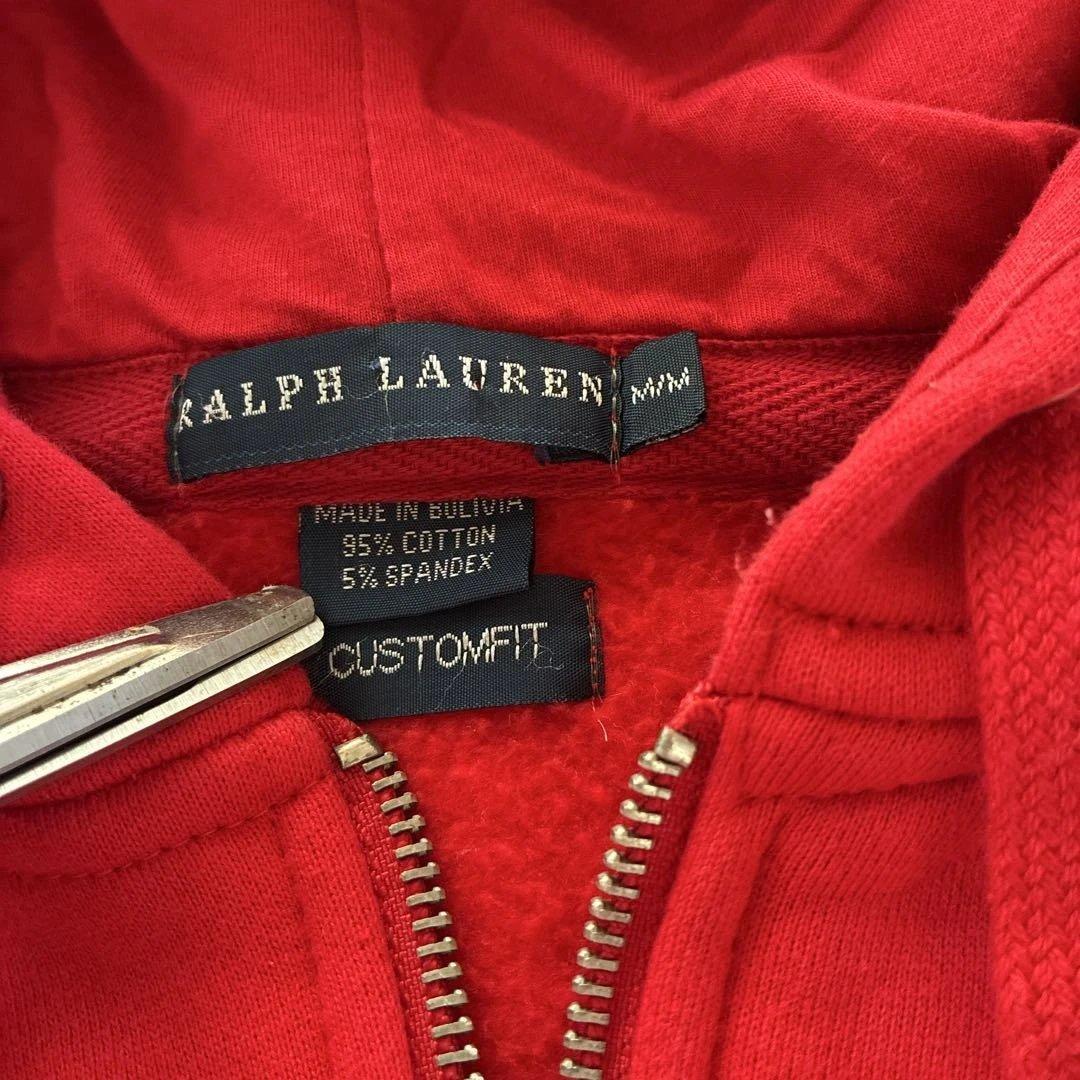 RALPH LAUREN
M/M
MADE IN BOLIVIA
95% COTTON
5% SPANDEX
CUSTOMFIT